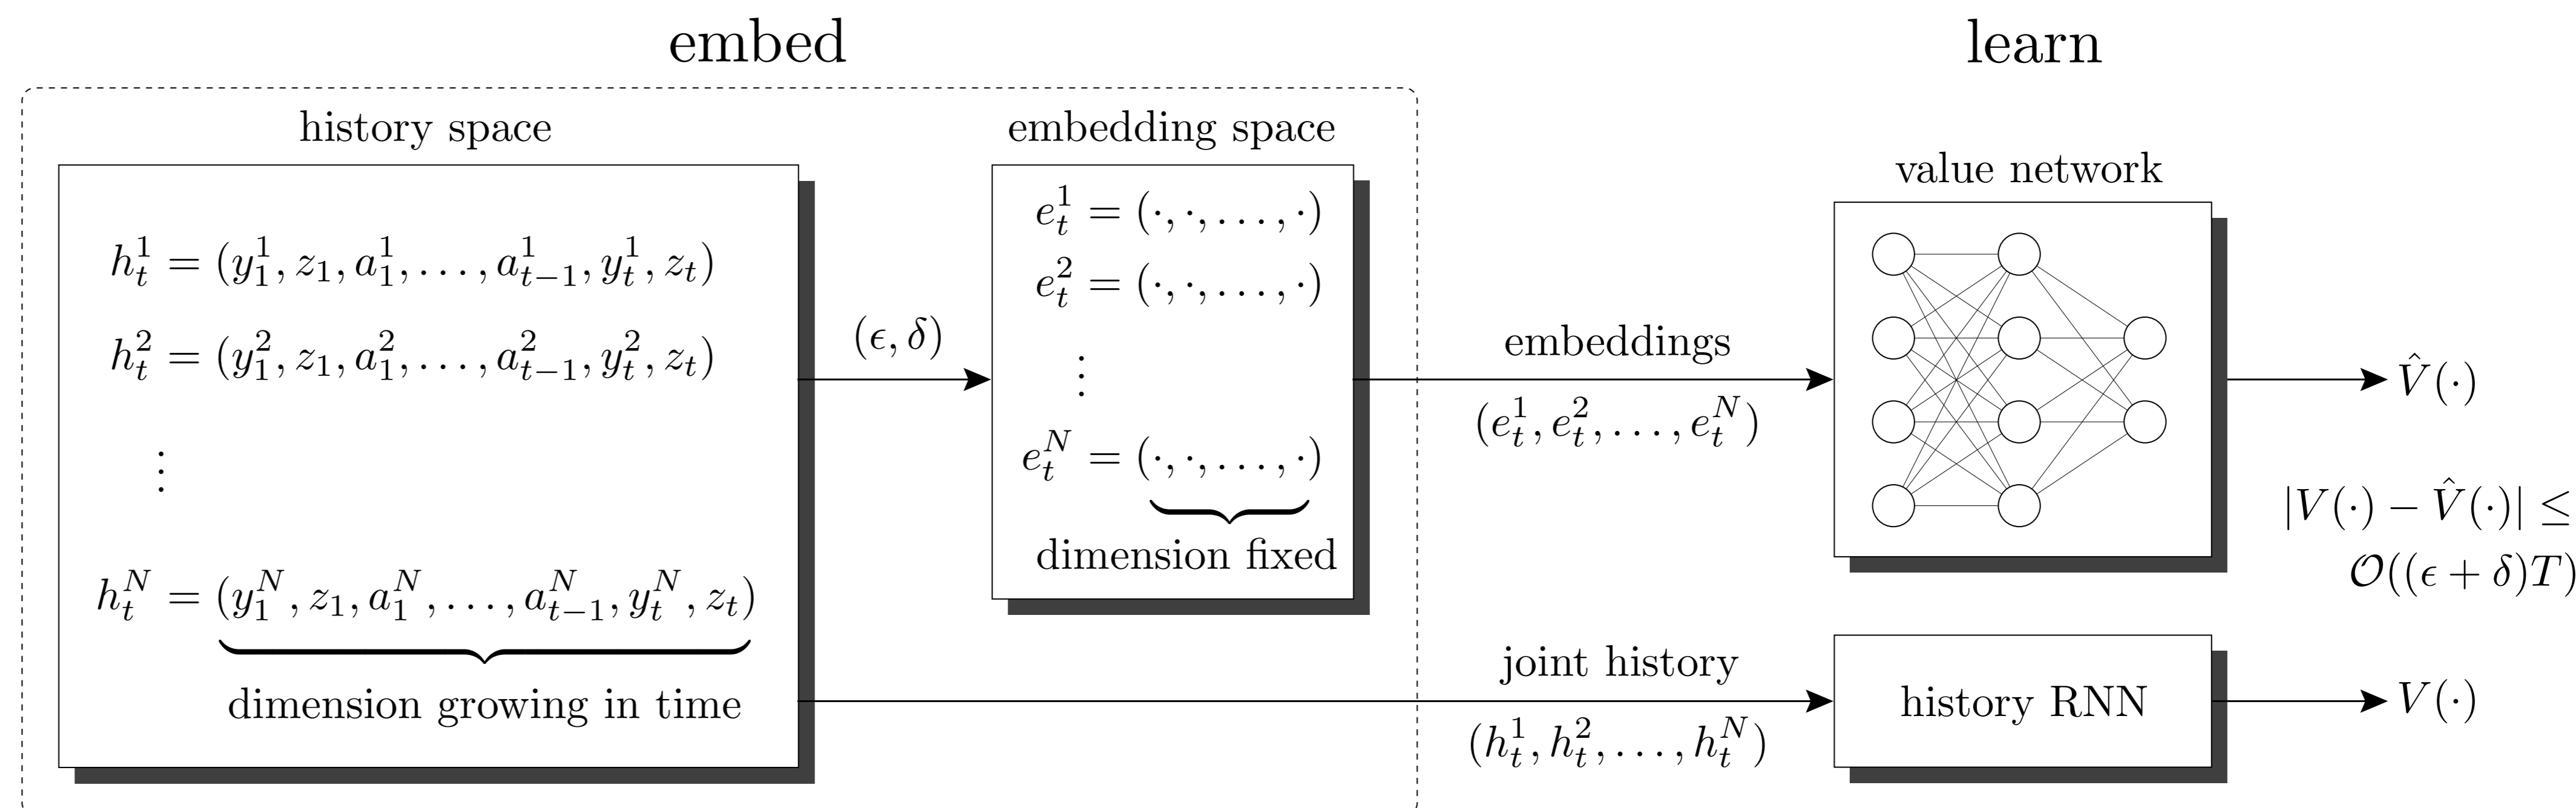 embed
learn
history space
h_t^1 = (y_1^1, z_1, a_1^1, . . . , a_{t−1}^1, y_t^1, z_t)
h_t^2 = (y_1^2, z_1, a_1^2, . . . , a_{t−1}^2, y_t^2, z_t)
⋮
h_t^N = (y_1^N, z_1, a_1^N, . . . , a_{t−1}^N, y_t^N, z_t)
dimension growing in time
(ϵ, δ)
embedding space
e_t^1 = (·, ·, . . . , ·)
e_t^2 = (·, ·, . . . , ·)
⋮
e_t^N = (·, ·, . . . , ·)
dimension fixed
embeddings
(e_t^1, e_t^2, . . . , e_t^N)
value network
V̂(·)
|V(·) − V̂(·)| ≤
𝒪((ϵ + δ)T)
joint history
(h_t^1, h_t^2, . . . , h_t^N)
history RNN
V(·)